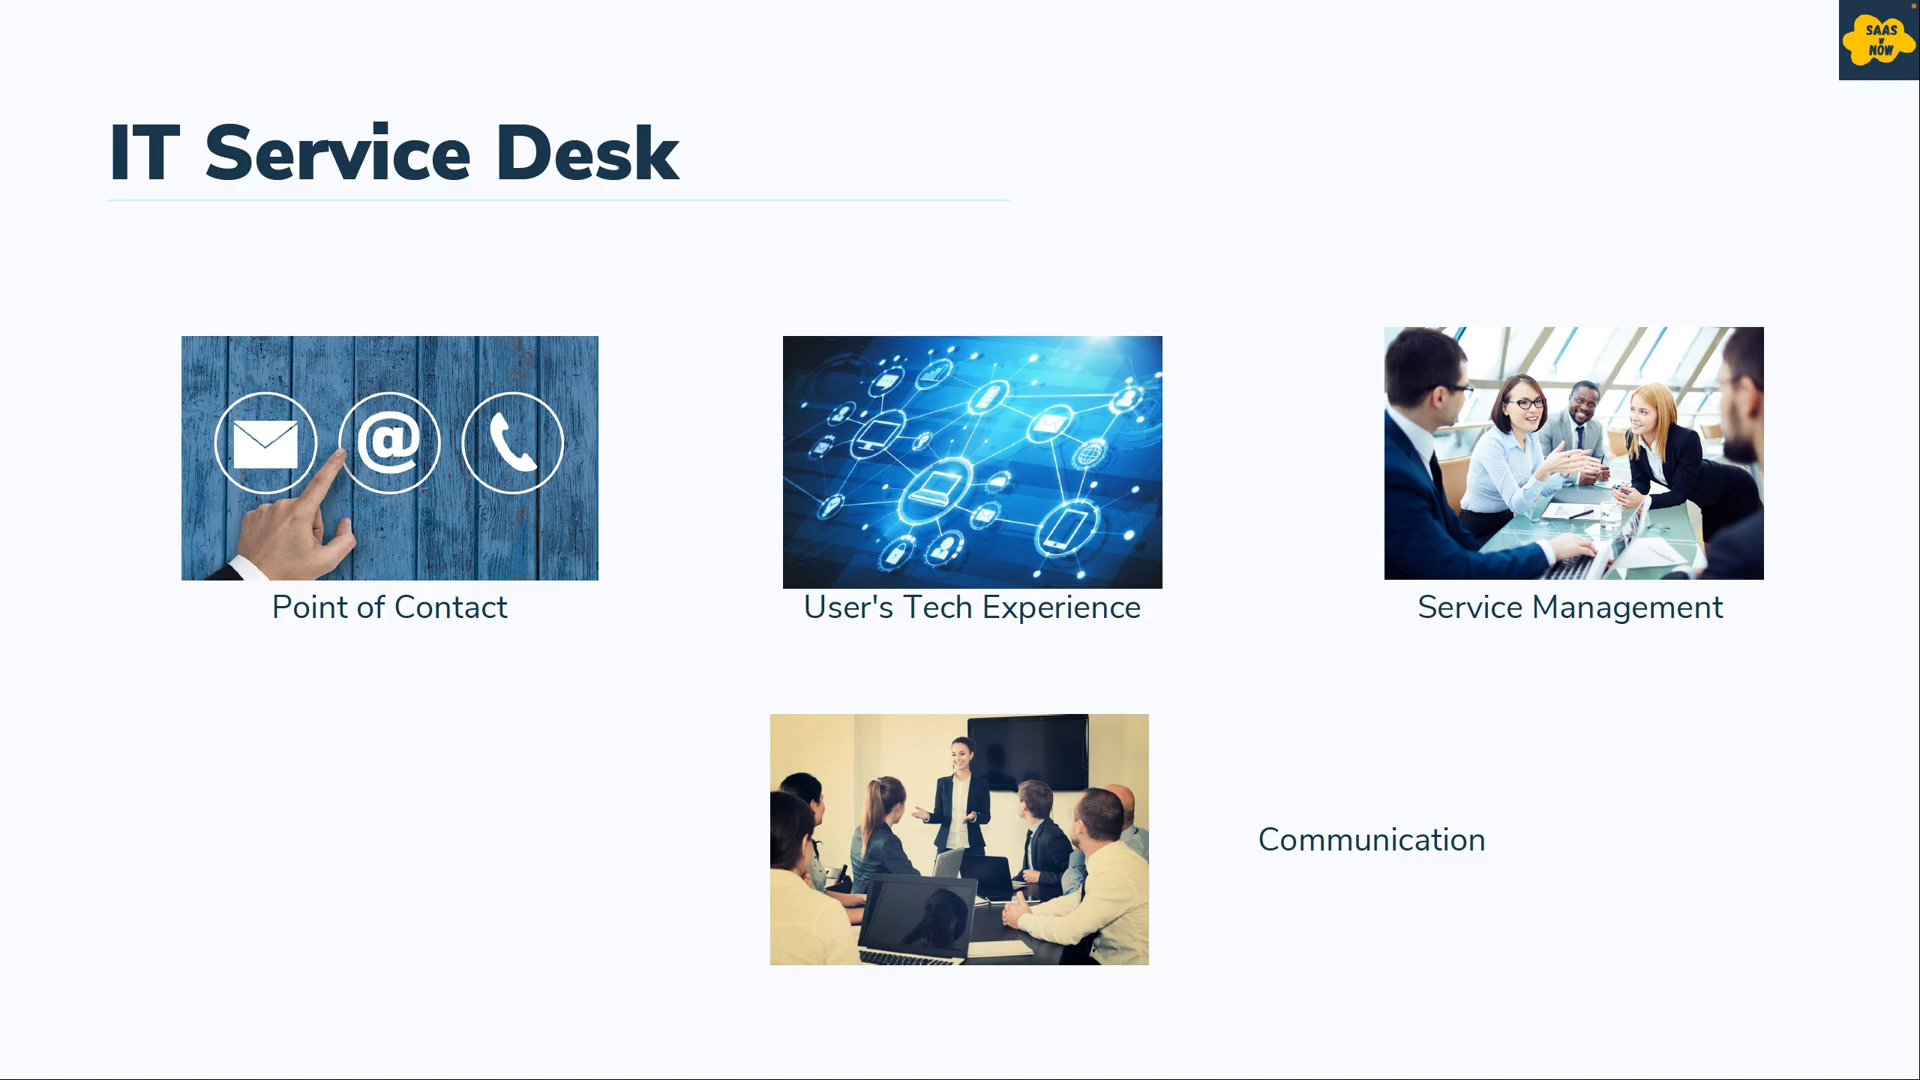 SAAS
W
NOW
IT Service Desk
@
Point of Contact
User's Tech Experience
Service Management
Communication